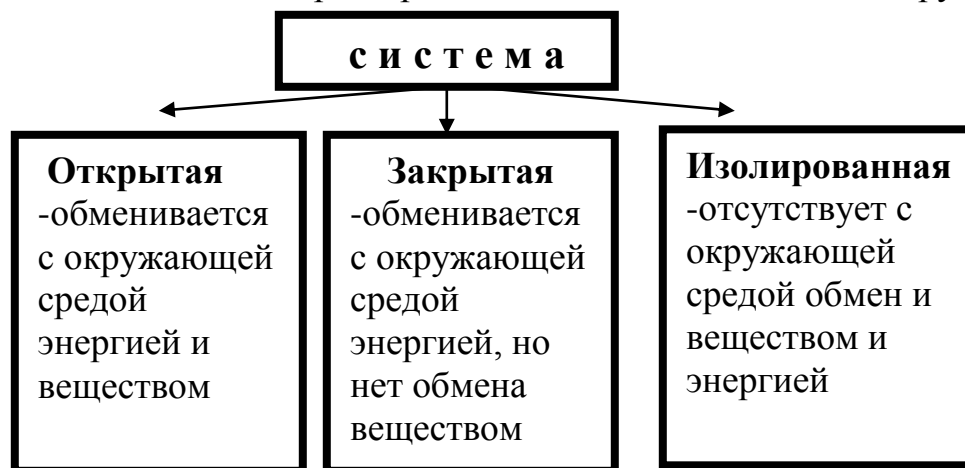 с и с т е м а
Открытая
-обменивается
с окружающей
средой
энергией и
веществом
Закрытая
-обменивается
с окружающей
средой
энергией, но
нет обмена
веществом
Изолированная
-отсутствует с
окружающей
средой обмен и
веществом и
энергией